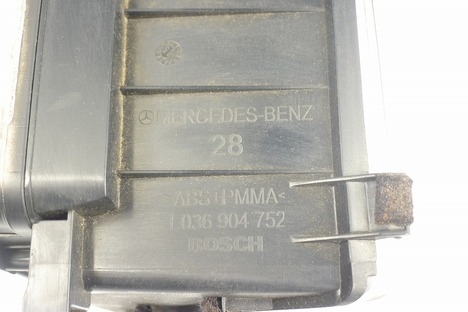 MERCEDES-BENZ
28
>ABS+PMMA<
1 036 904 752
BOSCH